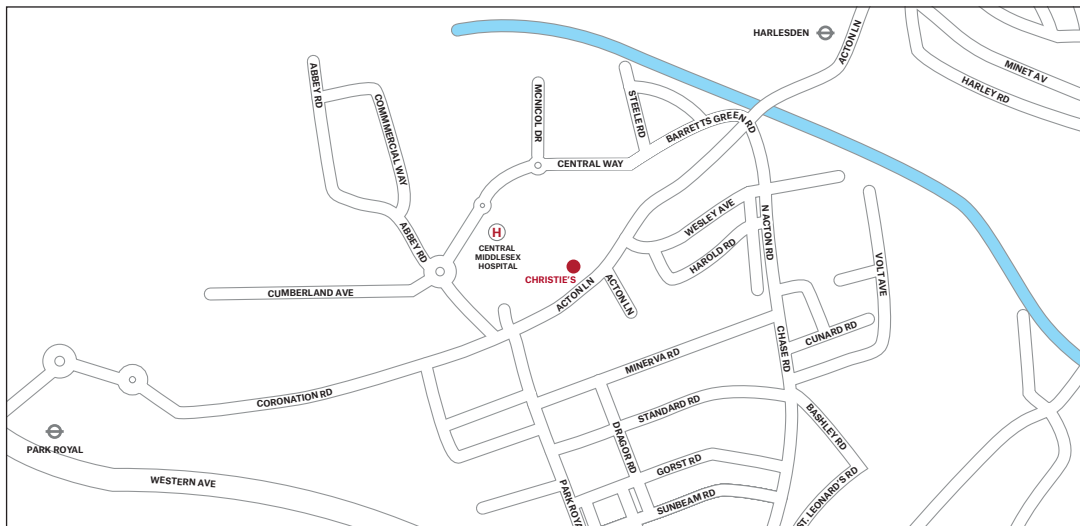 HARLESDEN
ACTON LN
MINET AV
HARLEY RD
ABBEY RD
COMMMERCIAL WAY
MCNICOL DR
STEELE RD
BARRETTS GREEN RD
CENTRAL WAY
WESLEY AVE
N ACTON RD
HAROLD RD
VOLT AVE
ABBEY RD
H
CENTRAL
MIDDLESEX
HOSPITAL
CHRISTIE'S
ACTON LN
ACTON LN
CUMBERLAND AVE
CUNARD RD
CHASE RD
MINERVA RD
CORONATION RD
STANDARD RD
BASHLEY RD
DRAGOR RD
PARK ROYAL
GORST RD
WESTERN AVE
SUNBEAM RD
ST. LEONARD'S RD